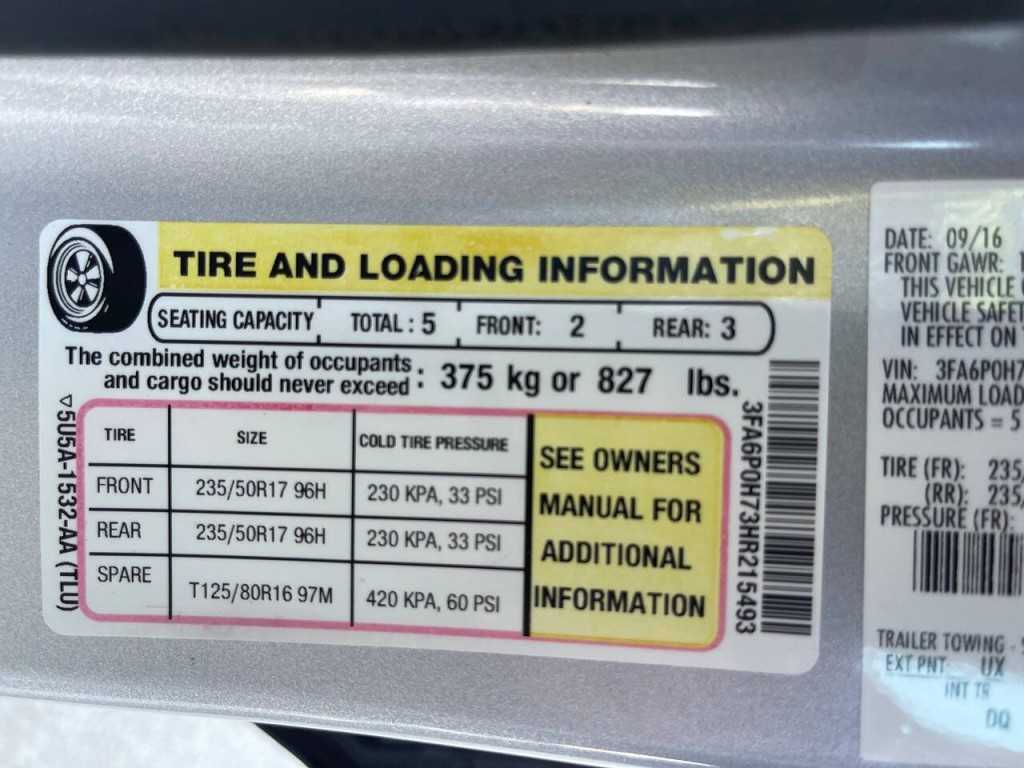 TIRE AND LOADING INFORMATION
SEATING CAPACITY TOTAL : 5 FRONT: 2 REAR: 3
The combined weight of occupants
and cargo should never exceed : 375 kg or 827 lbs.
TIRE SIZE COLD TIRE PRESSURE
FRONT 235/50R17 96H 230 KPA, 33 PSI
REAR 235/50R17 96H 230 KPA, 33 PSI
SPARE T125/80R16 97M 420 KPA, 60 PSI
SEE OWNERS
MANUAL FOR
ADDITIONAL
INFORMATION
▽5U5A-1532-AA (TLU)
3FA6P0H73HR215493
DATE: 09/16
FRONT GAWR:
THIS VEHICLE
VEHICLE SAFET
IN EFFECT ON
VIN: 3FA6P0H7
MAXIMUM LOAD
OCCUPANTS = 5
TIRE (FR): 235/
(RR): 235/
PRESSURE (FR):
TRAILER TOWING -
EXT PNT: UX
INT TR
DQ